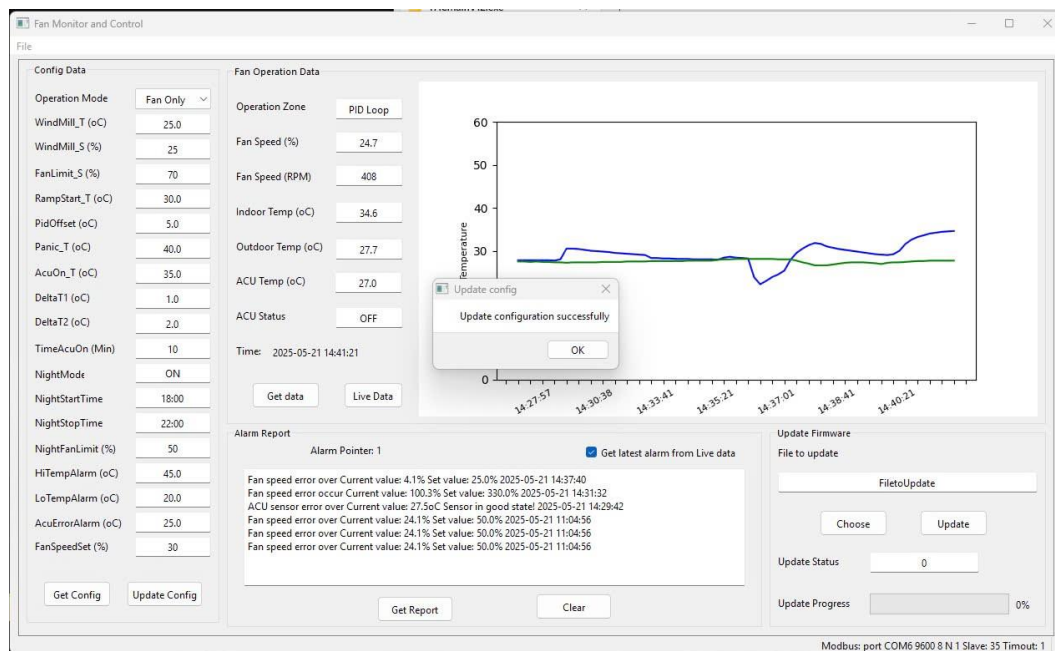 Fan Monitor and Control
File
Config Data
Operation Mode Fan Only
WindMill_T (oC) 25.0
WindMill_S (%) 25
FanLimit_S (%) 70
RampStart_T (oC) 30.0
PidOffset (oC) 5.0
Panic_T (oC) 40.0
AcuOn_T (oC) 35.0
DeltaT1 (oC) 1.0
DeltaT2 (oC) 2.0
TimeAcuOn (Min) 10
NightMode ON
NightStartTime 18:00
NightStopTime 22:00
NightFanLimit (%) 50
HiTempAlarm (oC) 45.0
LoTempAlarm (oC) 20.0
AcuErrorAlarm (oC) 25.0
FanSpeedSet (%) 30
Get Config Update Config
Fan Operation Data
Operation Zone PID Loop
Fan Speed (%) 24.7
Fan Speed (RPM) 408
Indoor Temp (oC) 34.6
Outdoor Temp (oC) 27.7
ACU Temp (oC) 27.0
ACU Status OFF
Time: 2025-05-21 14:41:21
Get data Live Data
60
50
40
30
0
Temperature
14:27:57 14:30:38 14:33:41 14:35:21 14:37:01 14:38:41 14:40:21
Update config
Update configuration successfully
OK
Alarm Report
Alarm Pointer: 1 Get latest alarm from Live data
Fan speed error over Current value: 4.1% Set value: 25.0% 2025-05-21 14:37:40
Fan speed error occur Current value: 100.3% Set value: 330.0% 2025-05-21 14:31:32
ACU sensor error over Current value: 27.5oC Sensor in good state! 2025-05-21 14:29:42
Fan speed error over Current value: 24.1% Set value: 50.0% 2025-05-21 11:04:56
Fan speed error over Current value: 24.1% Set value: 50.0% 2025-05-21 11:04:56
Fan speed error over Current value: 24.1% Set value: 50.0% 2025-05-21 11:04:56
Get Report Clear
Update Firmware
File to update
FiletoUpdate
Choose Update
Update Status 0
Update Progress 0%
Modbus: port COM6 9600 8 N 1 Slave: 35 Timout: 1